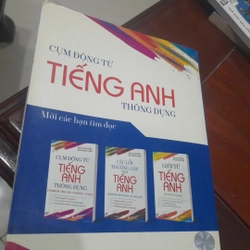 CỤM ĐỘNG TỪ
TIẾNG ANH
THÔNG DỤNG
Mời các bạn tìm đọc
CỤM ĐỘNG TỪ
TIẾNG
ANH
THÔNG DỤNG
CÁC LỖI
THƯỜNG GẶP
TIẾNG
ANH
GIỚI TỪ
TIẾNG
ANH